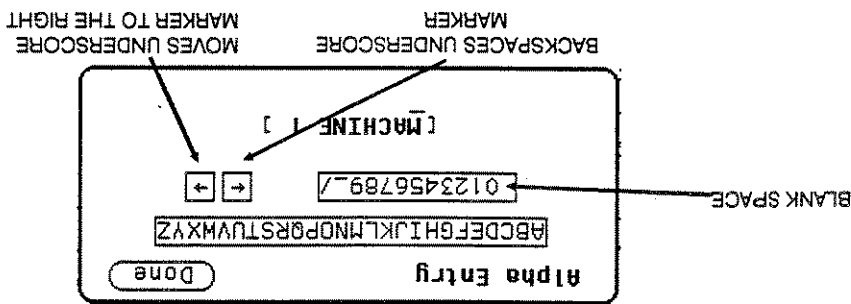 Alpha Entry
Done
ABCDEFGHIJKLMNOPQRSTUVWXYZ
BLANK SPACE
0123456789_/
← →
[MACHINE 1 ]
BACKSPACES UNDERSCORE
MARKER
MOVES UNDERSCORE
MARKER TO THE RIGHT